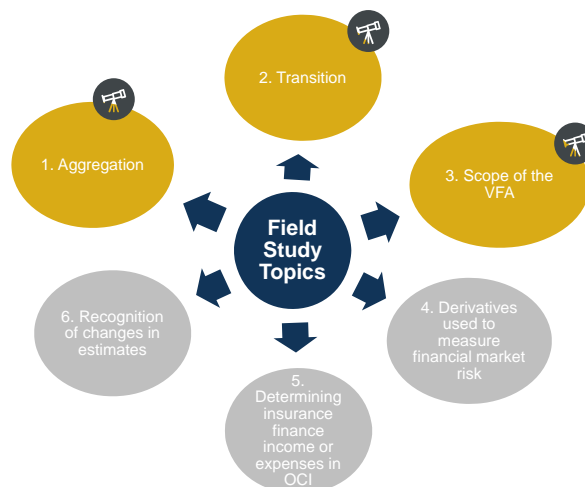 2. Transition
1. Aggregation
3. Scope of the
VFA
Field
Study
Topics
6. Recognition
of changes in
estimates
4. Derivatives
used to
measure
financial market
risk
5.
Determining
insurance
finance
income or
expenses in
OCI